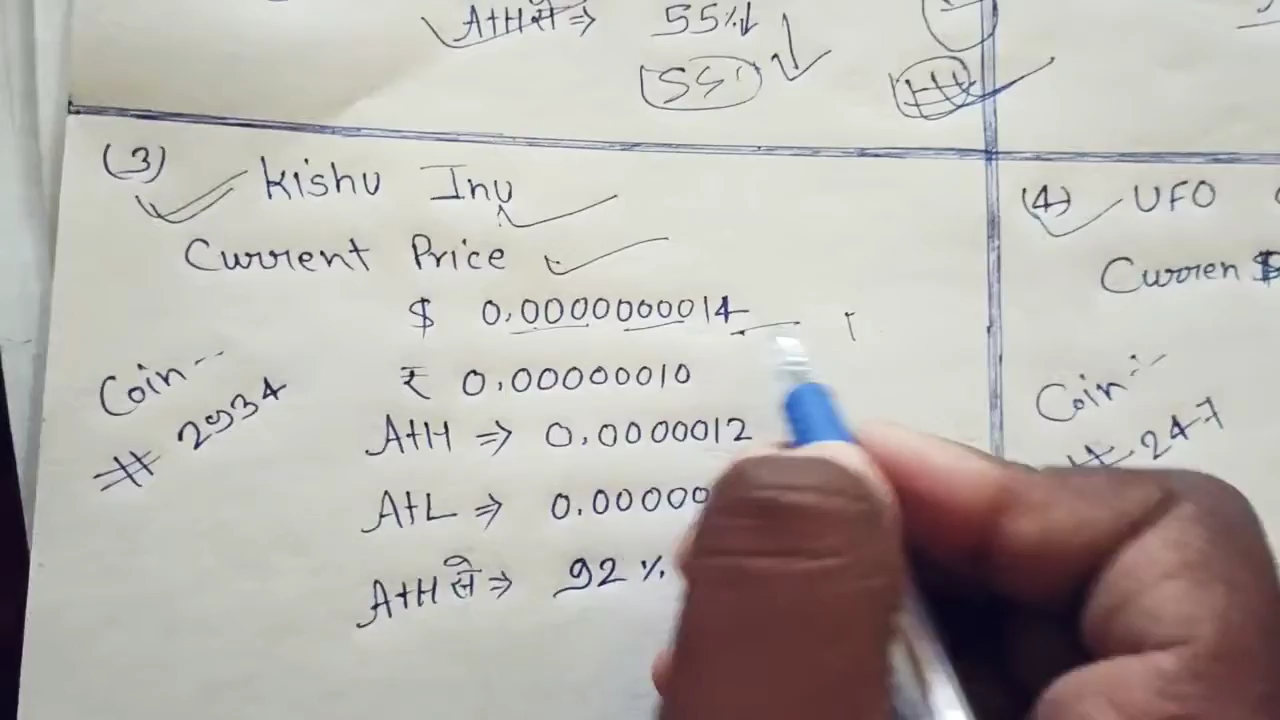 AtH से ⇒ 55%↓
55%
(3) Kishu Inu
Current Price
$ 0.0000000014
₹ 0.00000010
AtH ⇒ 0.0000012
AtL ⇒ 0.00000
AtH से ⇒ 92%
Coin--
# 2934
(4) UFO
Curren$
Coin--
# 247